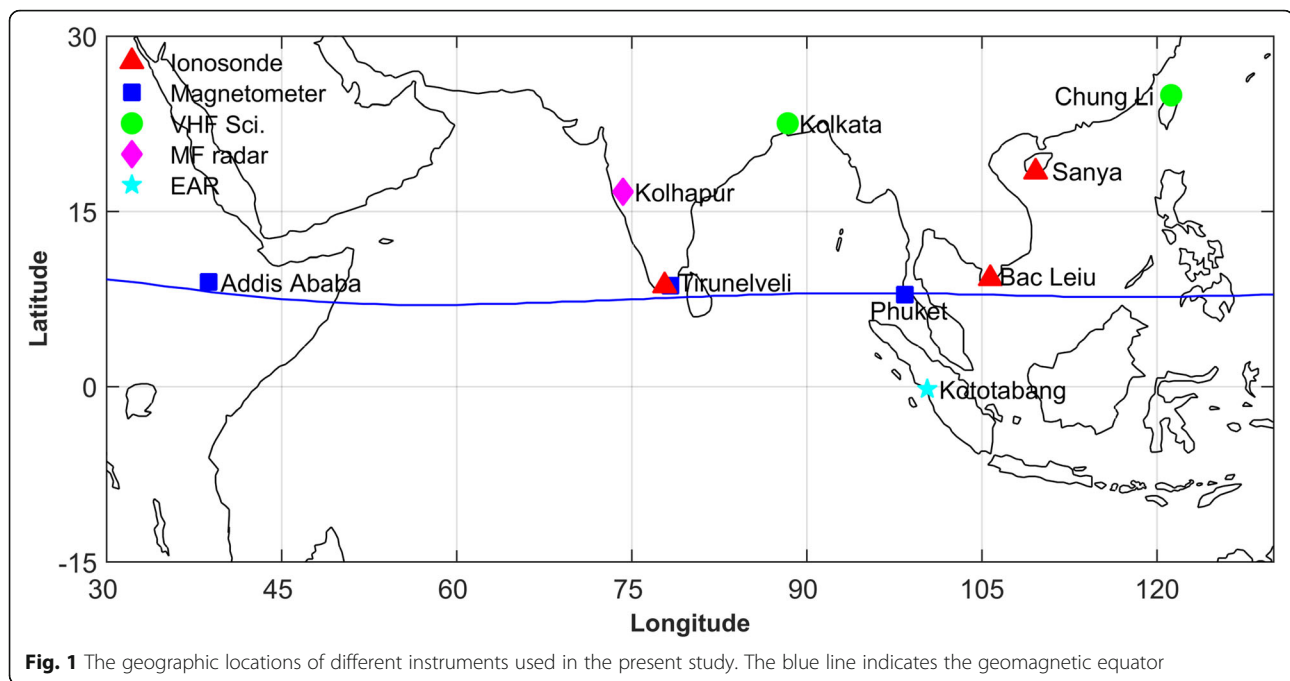 30
15
0
-15
Latitude
Ionosonde
Magnetometer
VHF Sci.
MF radar
EAR
Chung Li
Kolkata
Sanya
Kolhapur
Addis Ababa
Tirunelveli
Bac Leiu
Phuket
Kototabang
30 45 60 75 90 105 120
Longitude
Fig. 1 The geographic locations of different instruments used in the present study. The blue line indicates the geomagnetic equator